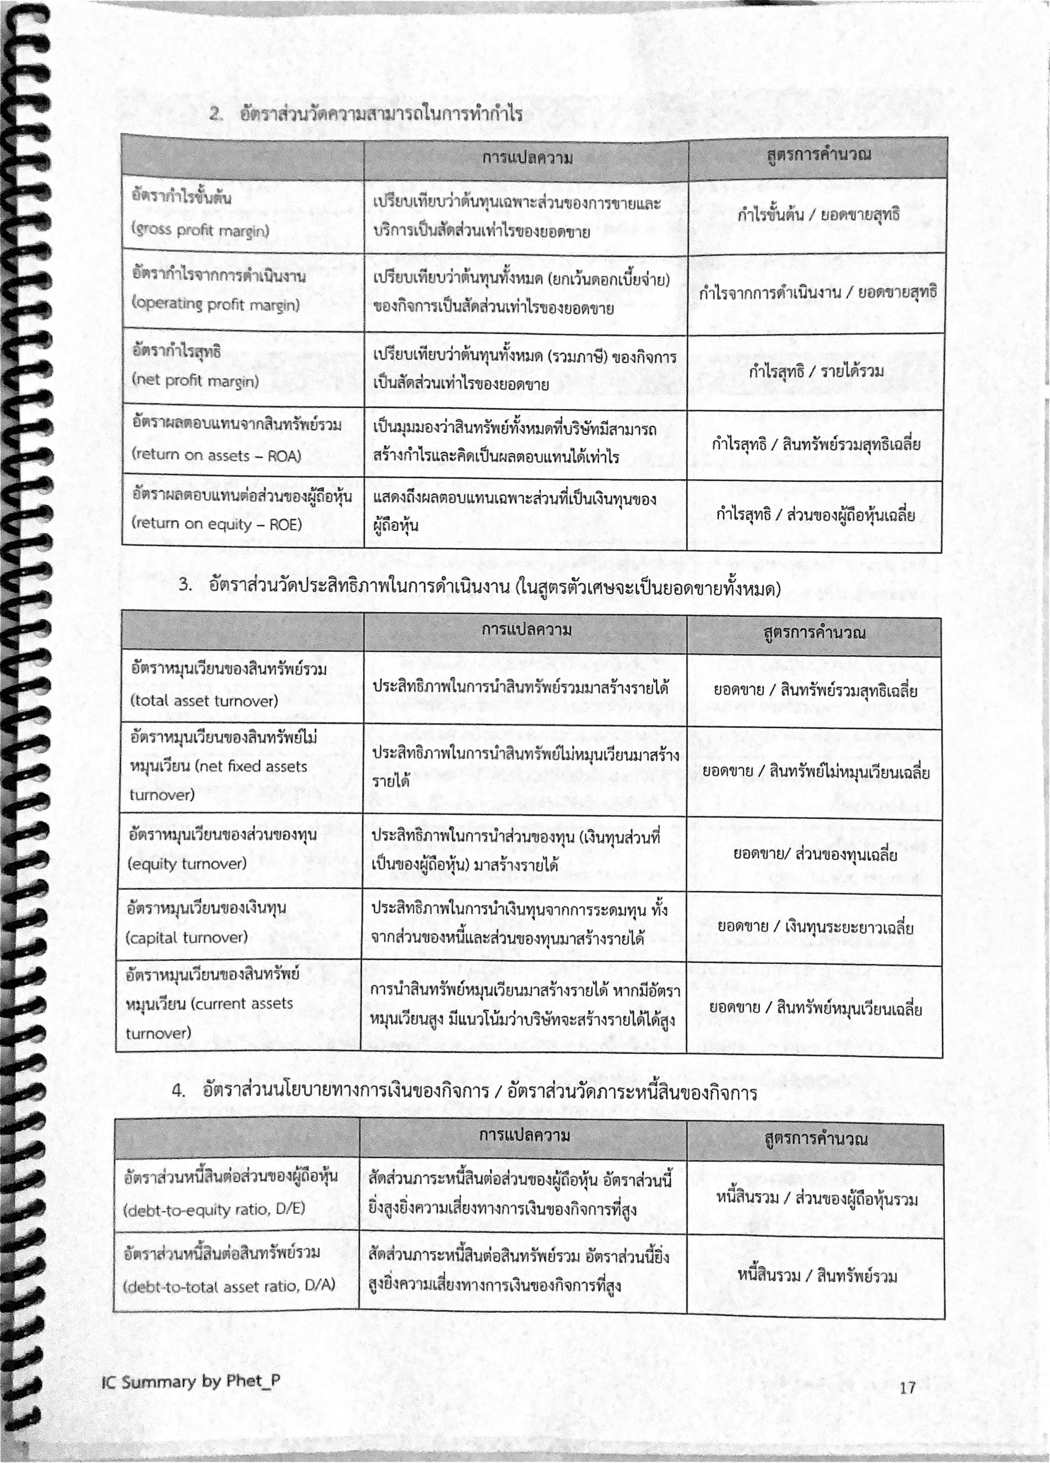 2. อัตราส่วนวัดความสามารถในการทำกำไร
การแปลความ
สูตรการคำนวณ
อัตรากำไรขั้นต้น
(gross profit margin)
เปรียบเทียบว่าต้นทุนเฉพาะส่วนของการขายและ
บริการเป็นสัดส่วนเท่าไรของยอดขาย
กำไรขั้นต้น / ยอดขายสุทธิ
อัตรากำไรจากการดำเนินงาน
(operating profit margin)
เปรียบเทียบว่าต้นทุนทั้งหมด (ยกเว้นดอกเบี้ยจ่าย)
ของกิจการเป็นสัดส่วนเท่าไรของยอดขาย
กำไรจากการดำเนินงาน / ยอดขายสุทธิ
อัตรากำไรสุทธิ
(net profit margin)
เปรียบเทียบว่าต้นทุนทั้งหมด (รวมภาษี) ของกิจการ
เป็นสัดส่วนเท่าไรของยอดขาย
กำไรสุทธิ / รายได้รวม
อัตราผลตอบแทนจากสินทรัพย์รวม
(return on assets – ROA)
เป็นมุมมองว่าสินทรัพย์ทั้งหมดที่บริษัทมีสามารถ
สร้างกำไรและคิดเป็นผลตอบแทนได้เท่าไร
กำไรสุทธิ / สินทรัพย์รวมสุทธิเฉลี่ย
อัตราผลตอบแทนต่อส่วนของผู้ถือหุ้น
(return on equity – ROE)
แสดงถึงผลตอบแทนเฉพาะส่วนที่เป็นเงินทุนของ
ผู้ถือหุ้น
กำไรสุทธิ / ส่วนของผู้ถือหุ้นเฉลี่ย
3. อัตราส่วนวัดประสิทธิภาพในการดำเนินงาน (ในสูตรตัวเศษจะเป็นยอดขายทั้งหมด)
การแปลความ
สูตรการคำนวณ
อัตราหมุนเวียนของสินทรัพย์รวม
(total asset turnover)
ประสิทธิภาพในการนำสินทรัพย์รวมมาสร้างรายได้
ยอดขาย / สินทรัพย์รวมสุทธิเฉลี่ย
อัตราหมุนเวียนของสินทรัพย์ไม่
หมุนเวียน (net fixed assets
turnover)
ประสิทธิภาพในการนำสินทรัพย์ไม่หมุนเวียนมาสร้าง
รายได้
ยอดขาย / สินทรัพย์ไม่หมุนเวียนเฉลี่ย
อัตราหมุนเวียนของส่วนของทุน
(equity turnover)
ประสิทธิภาพในการนำส่วนของทุน (เงินทุนส่วนที่
เป็นของผู้ถือหุ้น) มาสร้างรายได้
ยอดขาย/ ส่วนของทุนเฉลี่ย
อัตราหมุนเวียนของเงินทุน
(capital turnover)
ประสิทธิภาพในการนำเงินทุนจากการระดมทุน ทั้ง
จากส่วนของหนี้และส่วนของทุนมาสร้างรายได้
ยอดขาย / เงินทุนระยะยาวเฉลี่ย
อัตราหมุนเวียนของสินทรัพย์
หมุนเวียน (current assets
turnover)
การนำสินทรัพย์หมุนเวียนมาสร้างรายได้ หากมีอัตรา
หมุนเวียนสูง มีแนวโน้มว่าบริษัทจะสร้างรายได้ได้สูง
ยอดขาย / สินทรัพย์หมุนเวียนเฉลี่ย
4. อัตราส่วนนโยบายทางการเงินของกิจการ / อัตราส่วนวัดภาระหนี้สินของกิจการ
การแปลความ
สูตรการคำนวณ
อัตราส่วนหนี้สินต่อส่วนของผู้ถือหุ้น
(debt-to-equity ratio, D/E)
สัดส่วนภาระหนี้สินต่อส่วนของผู้ถือหุ้น อัตราส่วนนี้
ยิ่งสูงยิ่งความเสี่ยงทางการเงินของกิจการที่สูง
หนี้สินรวม / ส่วนของผู้ถือหุ้นรวม
อัตราส่วนหนี้สินต่อสินทรัพย์รวม
(debt-to-total asset ratio, D/A)
สัดส่วนภาระหนี้สินต่อสินทรัพย์รวม อัตราส่วนนี้ยิ่ง
สูงยิ่งความเสี่ยงทางการเงินของกิจการที่สูง
หนี้สินรวม / สินทรัพย์รวม
IC Summary by Phet_P
17